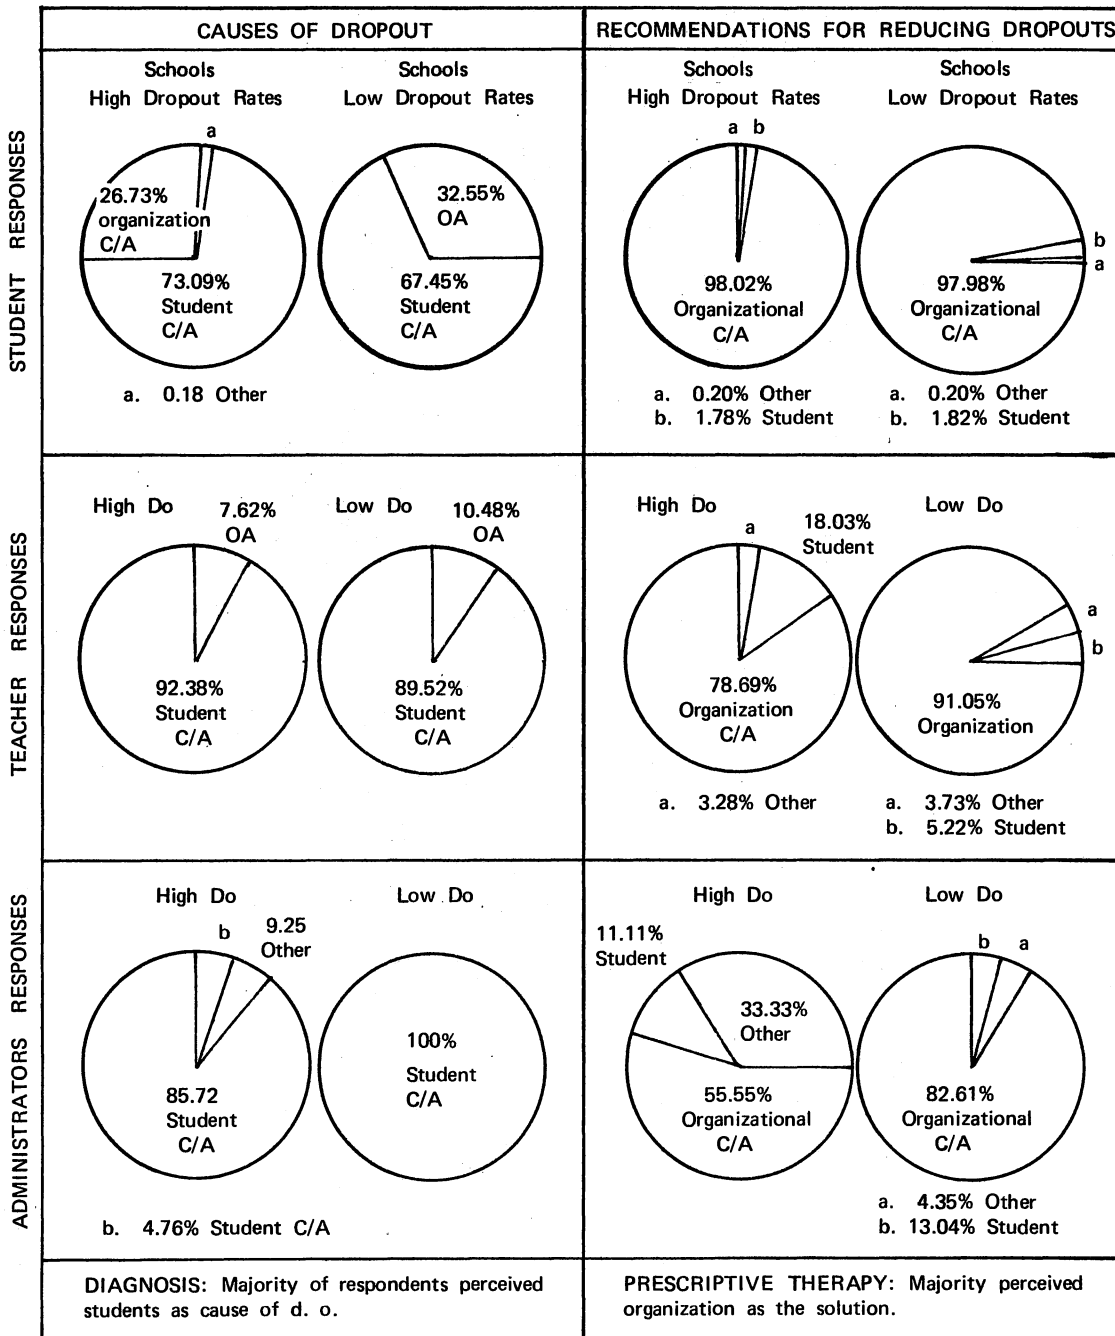 CAUSES OF DROPOUT
RECOMMENDATIONS FOR REDUCING DROPOUTS
STUDENT RESPONSES
Schools
High Dropout Rates
a
26.73%
organization
C/A
73.09%
Student
C/A
a. 0.18 Other
Schools
Low Dropout Rates
32.55%
OA
67.45%
Student
C/A
Schools
High Dropout Rates
a b
98.02%
Organizational
C/A
a. 0.20% Other
b. 1.78% Student
Schools
Low Dropout Rates
b
a
97.98%
Organizational
C/A
a. 0.20% Other
b. 1.82% Student
TEACHER RESPONSES
High Do
7.62%
OA
92.38%
Student
C/A
Low Do
10.48%
OA
89.52%
Student
C/A
High Do
a
18.03%
Student
78.69%
Organization
C/A
a. 3.28% Other
Low Do
a
b
91.05%
Organization
a. 3.73% Other
b. 5.22% Student
ADMINISTRATORS RESPONSES
High Do
b
9.25
Other
85.72
Student
C/A
b. 4.76% Student C/A
Low Do
100%
Student
C/A
High Do
11.11%
Student
33.33%
Other
55.55%
Organizational
C/A
Low Do
b a
82.61%
Organizational
C/A
a. 4.35% Other
b. 13.04% Student
DIAGNOSIS: Majority of respondents perceived
students as cause of d. o.
PRESCRIPTIVE THERAPY: Majority perceived
organization as the solution.